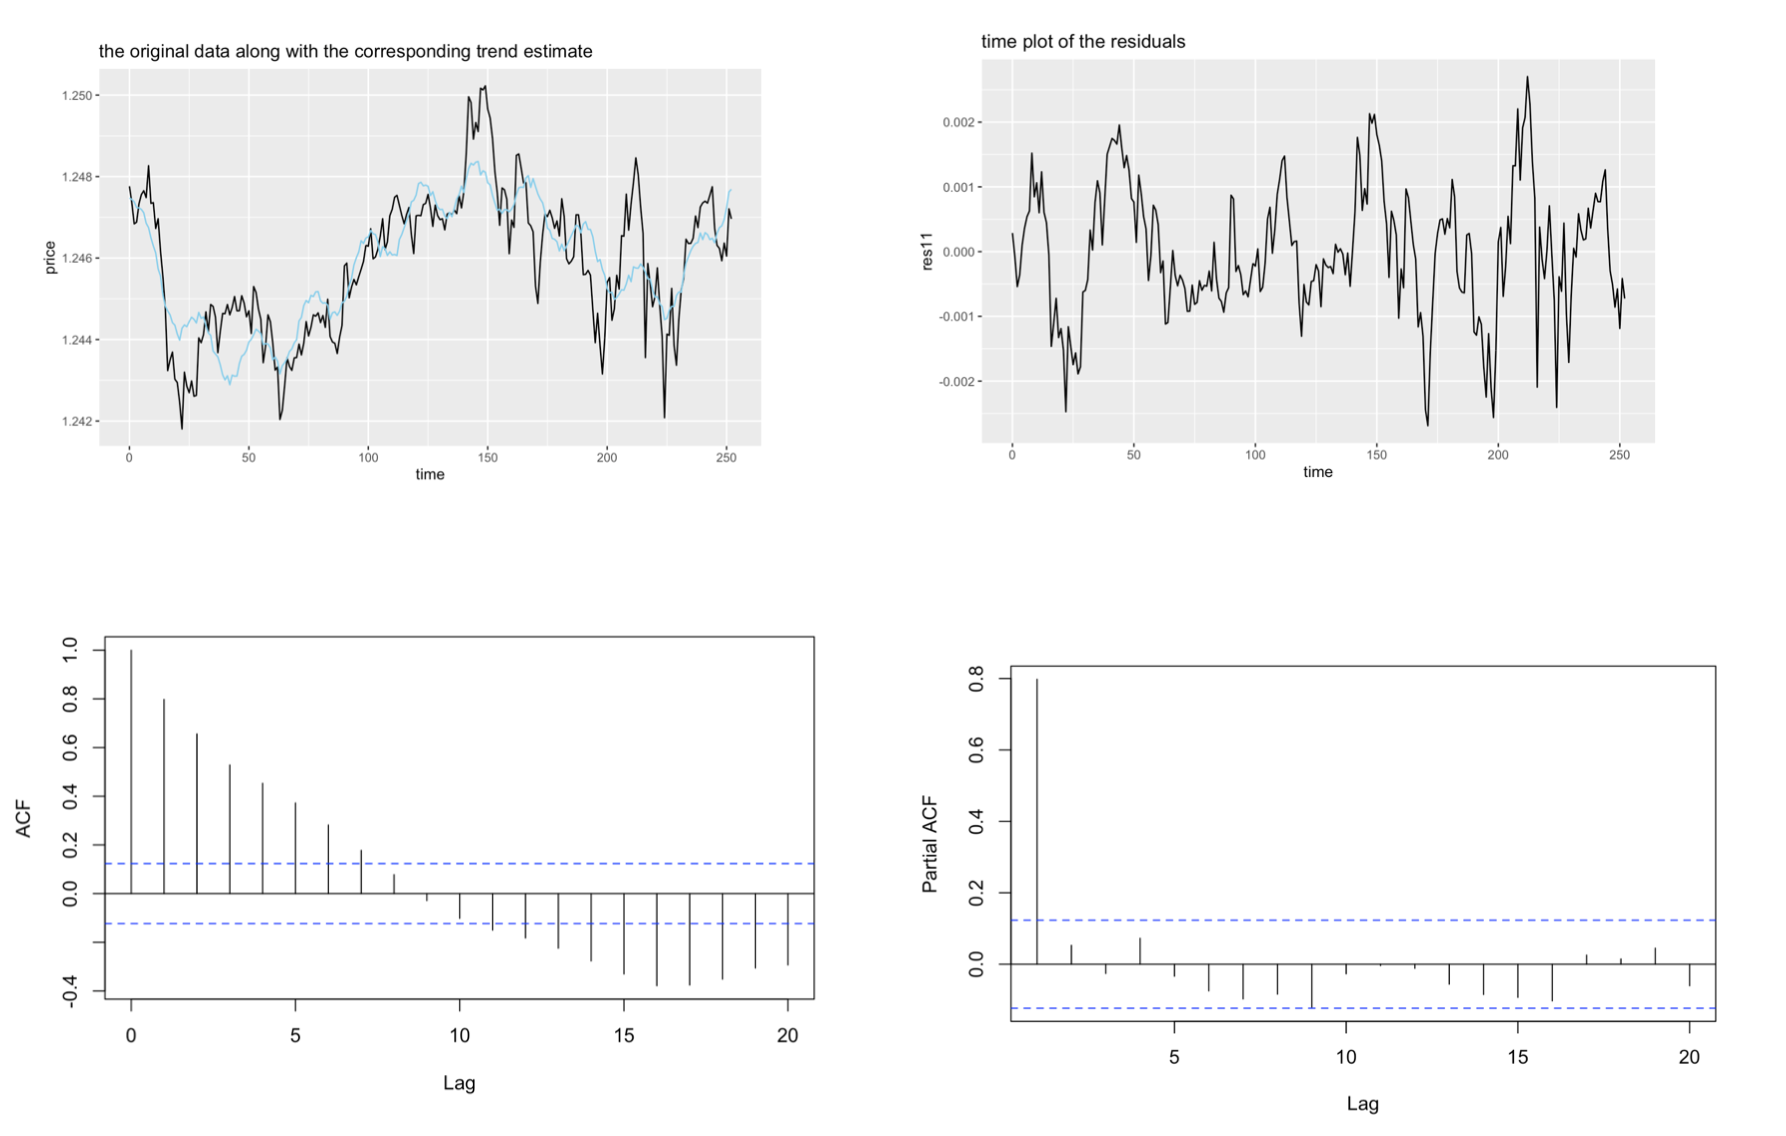 the original data along with the corresponding trend estimate
price
1.250
1.248
1.246
1.244
1.242
0 50 100 150 200 250
time
time plot of the residuals
res11
0.002
0.001
0.000
-0.001
-0.002
0 50 100 150 200 250
time
ACF
1.0
0.8
0.6
0.4
0.2
0.0
-0.4
0 5 10 15 20
Lag
Partial ACF
0.8
0.6
0.4
0.2
0.0
5 10 15 20
Lag